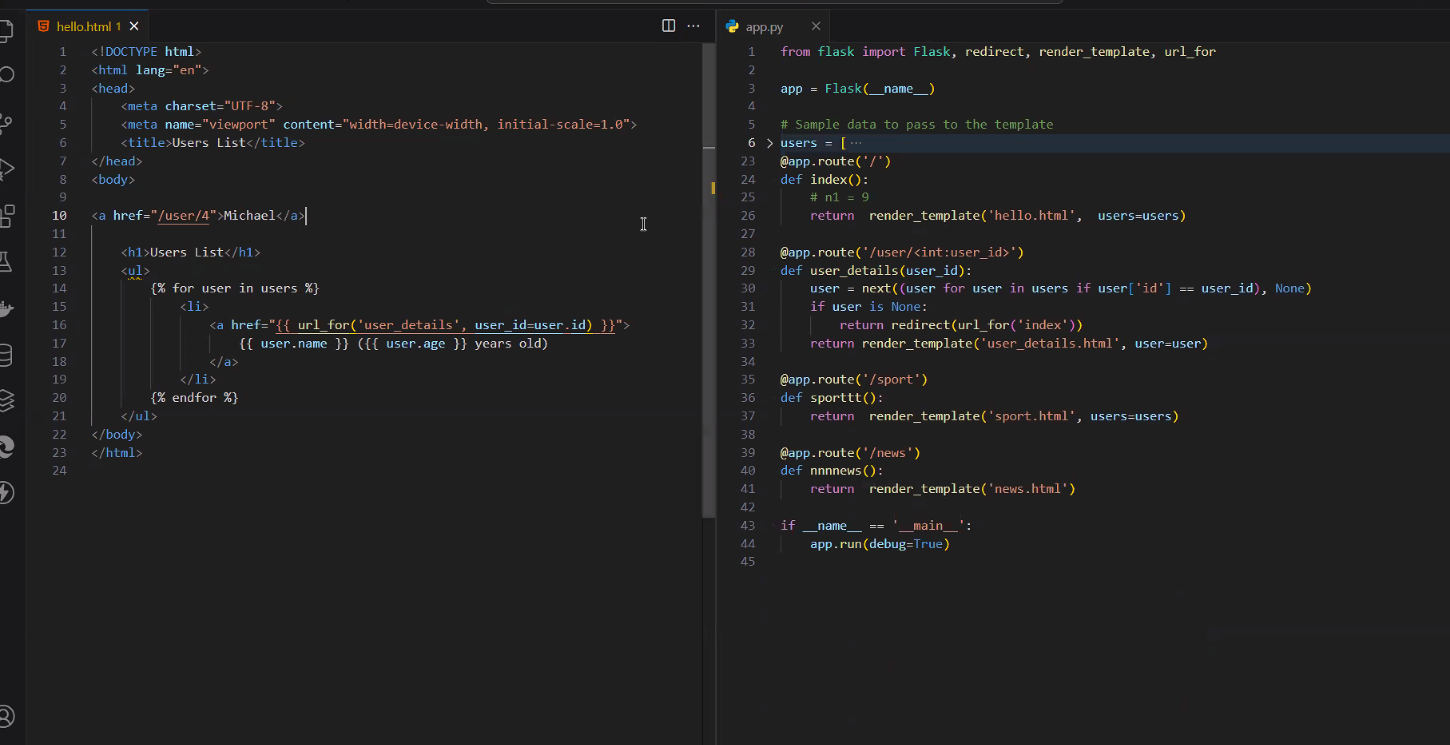 hello.html 1
1 <!DOCTYPE html>
2 <html lang="en">
3 <head>
4     <meta charset="UTF-8">
5     <meta name="viewport" content="width=device-width, initial-scale=1.0">
6     <title>Users List</title>
7 </head>
8 <body>
9
10 <a href="/user/4">Michael</a>
11
12     <h1>Users List</h1>
13     <ul>
14         {% for user in users %}
15             <li>
16                 <a href="{{ url_for('user_details', user_id=user.id) }}">
17                     {{ user.name }} ({{ user.age }} years old)
18                 </a>
19             </li>
20         {% endfor %}
21     </ul>
22 </body>
23 </html>
24
app.py
1 from flask import Flask, redirect, render_template, url_for
2
3 app = Flask(__name__)
4
5 # Sample data to pass to the template
6 users = [ ···
23 @app.route('/')
24 def index():
25     # n1 = 9
26     return  render_template('hello.html',  users=users)
27
28 @app.route('/user/<int:user_id>')
29 def user_details(user_id):
30     user = next((user for user in users if user['id'] == user_id), None)
31     if user is None:
32         return redirect(url_for('index'))
33     return render_template('user_details.html', user=user)
34
35 @app.route('/sport')
36 def sporttt():
37     return  render_template('sport.html', users=users)
38
39 @app.route('/news')
40 def nnnnews():
41     return  render_template('news.html')
42
43 if __name__ == '__main__':
44     app.run(debug=True)
45